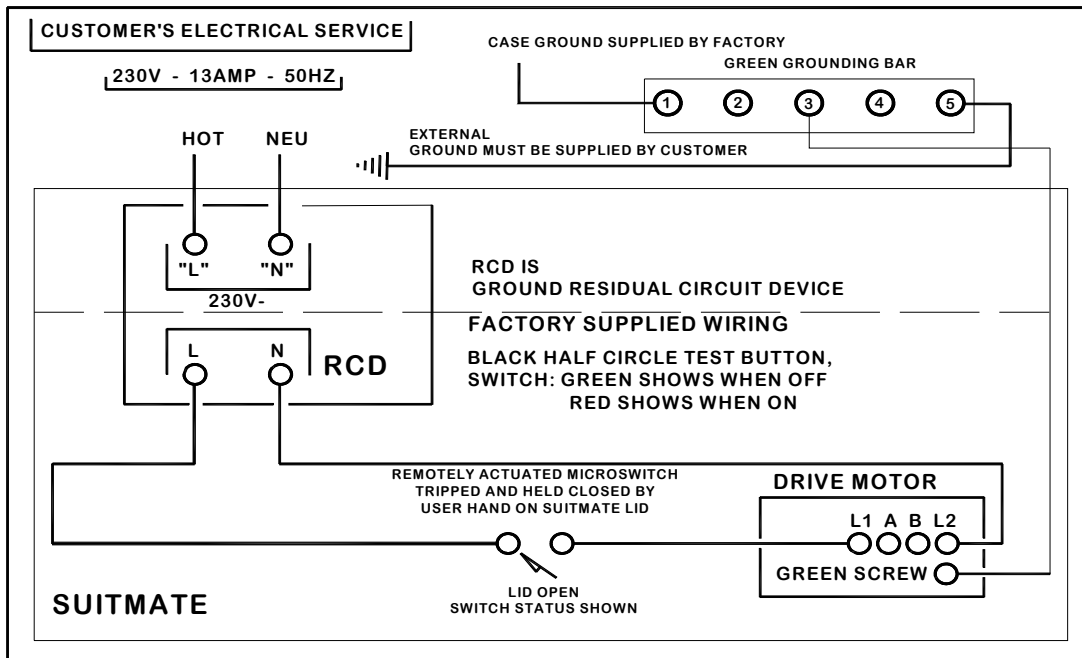 CUSTOMER'S ELECTRICAL SERVICE
230V - 13AMP - 50HZ
HOT NEU
CASE GROUND SUPPLIED BY FACTORY
GREEN GROUNDING BAR
1 2 3 4 5
EXTERNAL
GROUND MUST BE SUPPLIED BY CUSTOMER
"L" "N"
230V-
L N
RCD
RCD IS
GROUND RESIDUAL CIRCUIT DEVICE
FACTORY SUPPLIED WIRING
BLACK HALF CIRCLE TEST BUTTON,
SWITCH: GREEN SHOWS WHEN OFF
RED SHOWS WHEN ON
REMOTELY ACTUATED MICROSWITCH
TRIPPED AND HELD CLOSED BY
USER HAND ON SUITMATE LID
DRIVE MOTOR
L1 A B L2
GREEN SCREW
LID OPEN
SWITCH STATUS SHOWN
SUITMATE